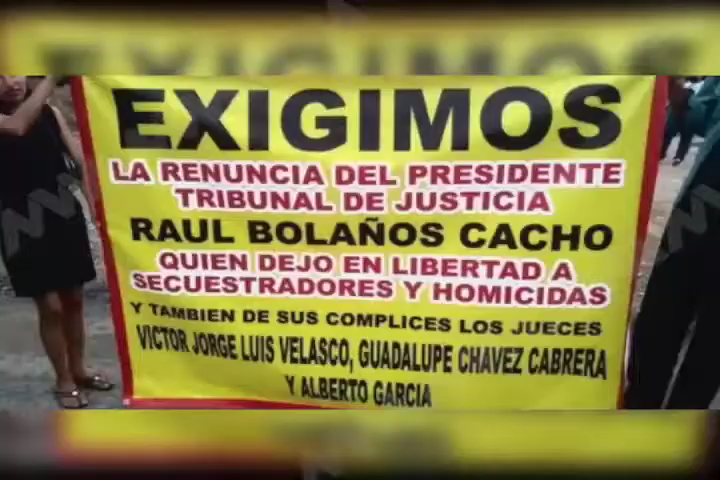 EXIGIMOS
LA RENUNCIA DEL PRESIDENTE
TRIBUNAL DE JUSTICIA
RAUL BOLAÑOS CACHO
QUIEN DEJO EN LIBERTAD A
SECUESTRADORES Y HOMICIDAS
Y TAMBIEN DE SUS COMPLICES LOS JUECES
VICTOR JORGE LUIS VELASCO, GUADALUPE CHAVEZ CABRERA
Y ALBERTO GARCIA